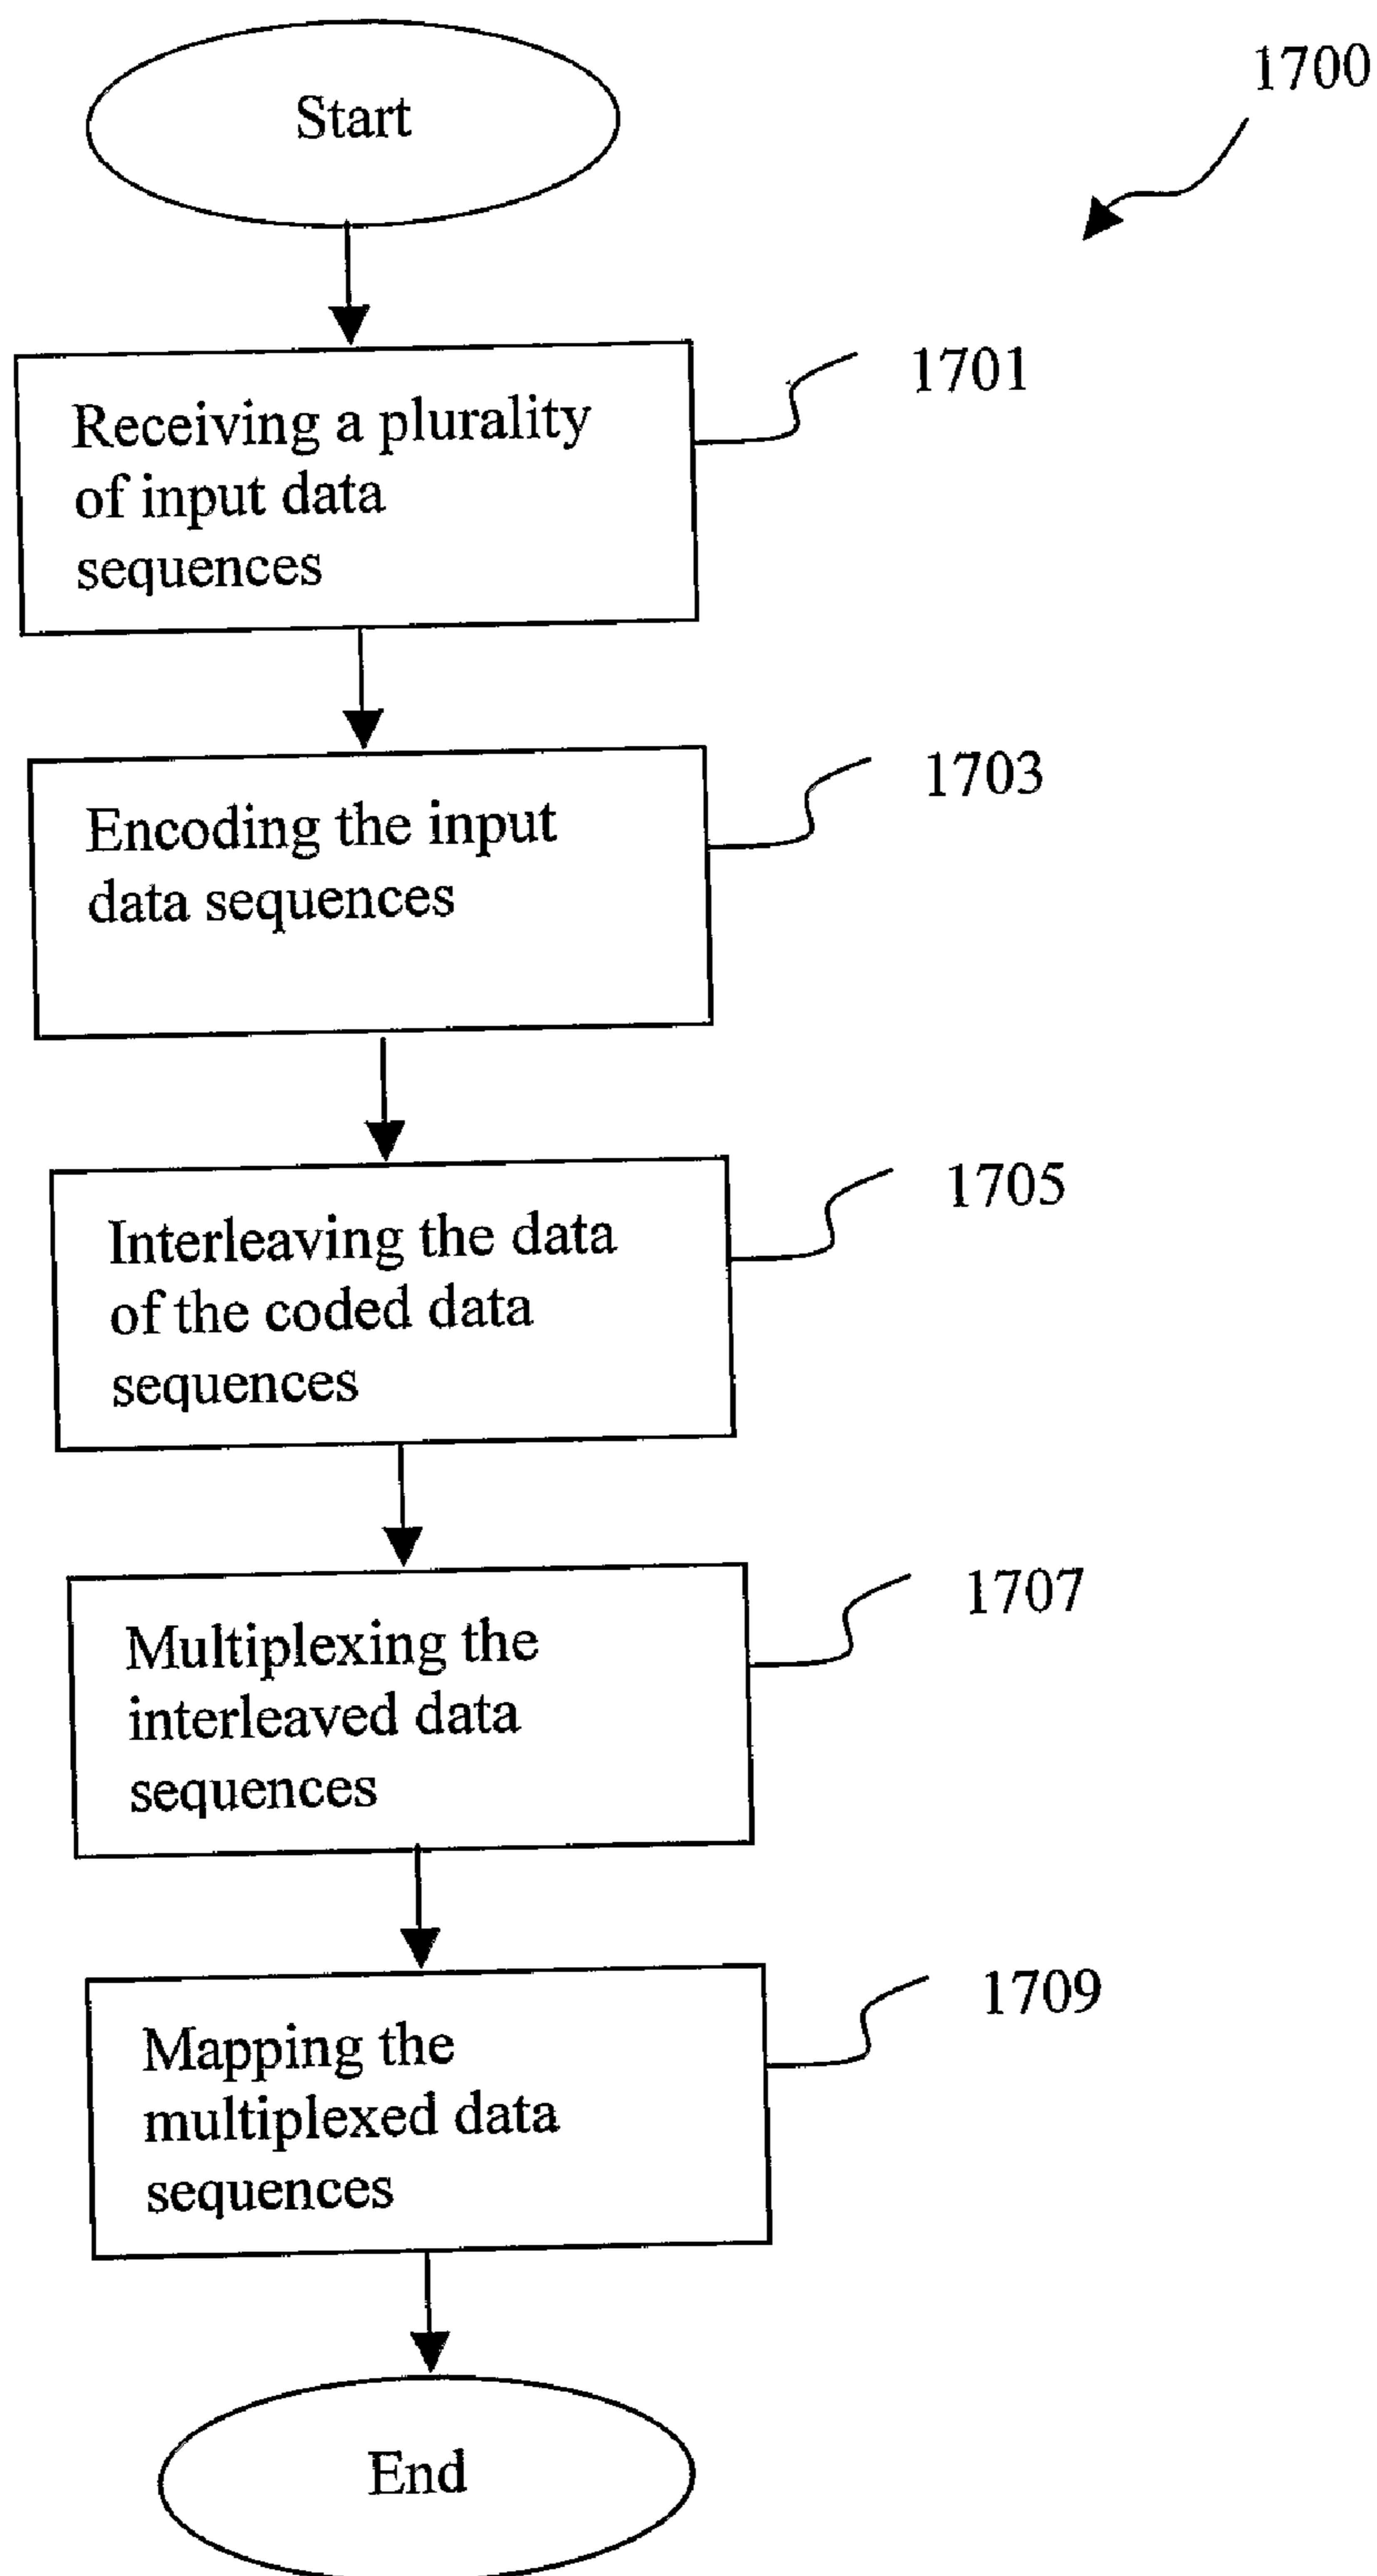 Start
1700
Receiving a plurality
of input data
sequences
1701
Encoding the input
data sequences
1703
Interleaving the data
of the coded data
sequences
1705
Multiplexing the
interleaved data
sequences
1707
Mapping the
multiplexed data
sequences
1709
End